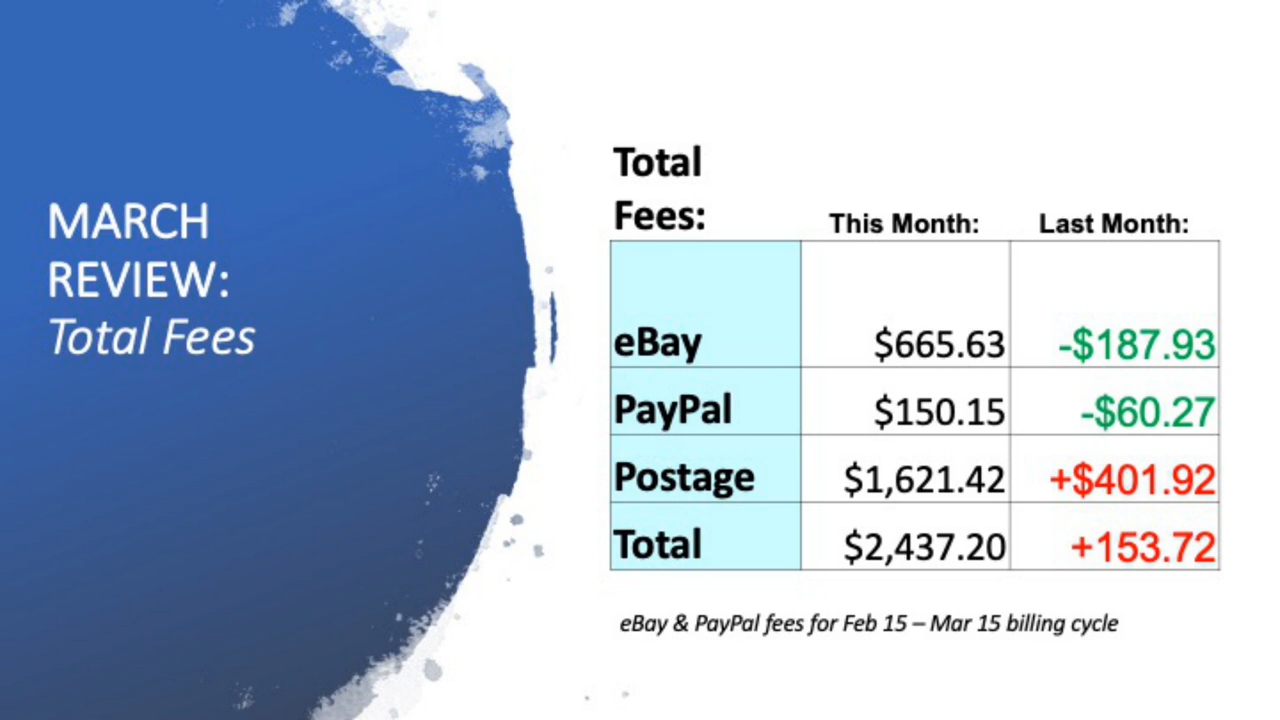 MARCH
REVIEW:
Total Fees
Total
Fees: This Month: Last Month:
eBay $665.63 -$187.93
PayPal $150.15 -$60.27
Postage $1,621.42 +$401.92
Total $2,437.20 +153.72
eBay & PayPal fees for Feb 15 – Mar 15 billing cycle